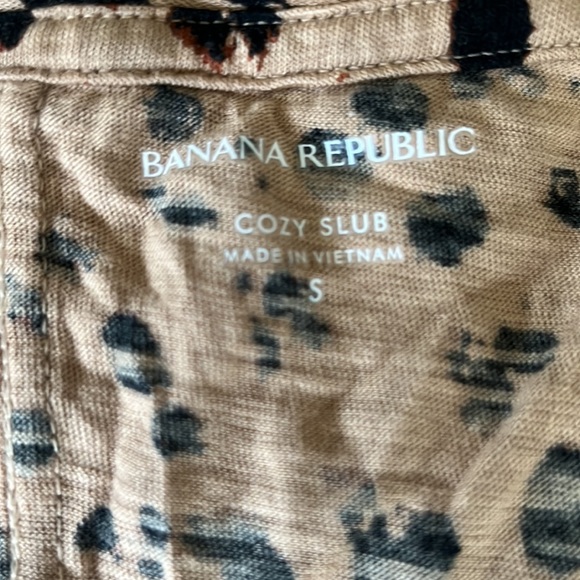 BANANA REPUBLIC
COZY SLUB
MADE IN VIETNAM
S